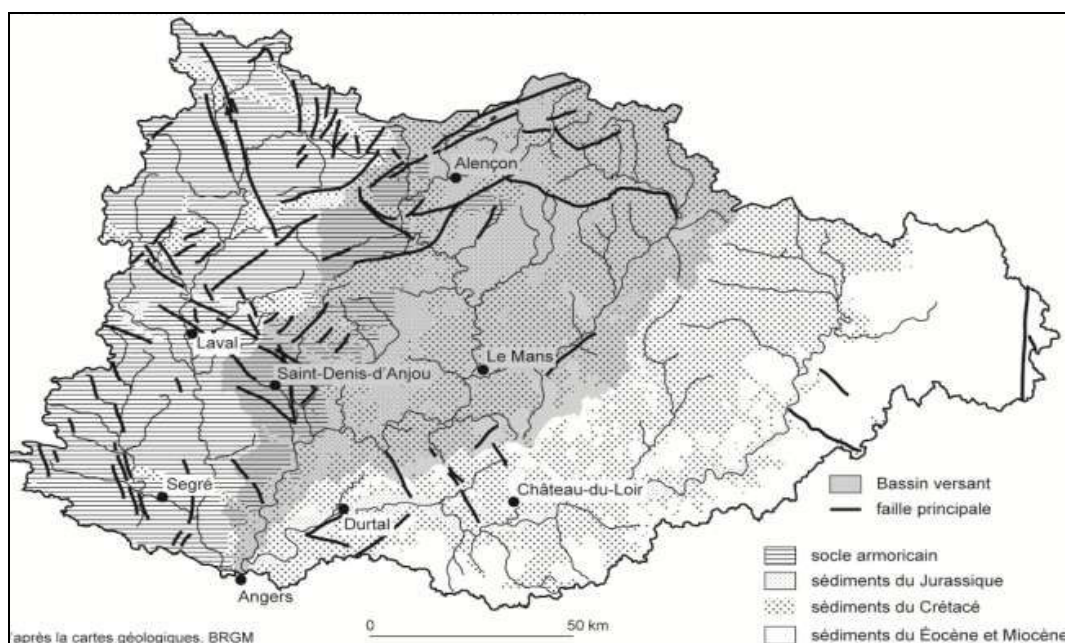 Alençon
Laval
Le Mans
Saint-Denis-d'Anjou
Segré
Château-du-Loir
Durtal
Angers
Bassin versant
faille principale
socle armoricain
sédiments du Jurassique
sédiments du Crétacé
sédiments du Éocène et Miocène
0 50 km
'après la cartes géologiques, BRGM